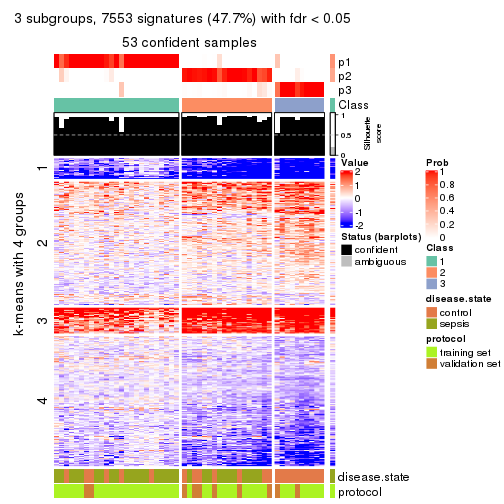 3 subgroups, 7553 signatures (47.7%) with fdr < 0.05
53 confident samples
p1
p2
p3
Class
1
0.5
0
Silhouette
score
k-means with 4 groups
1
2
3
4
Value
2
1
0
-1
-2
Status (barplots)
confident
ambiguous
Prob
1
0.8
0.6
0.4
0.2
0
Class
1
2
3
disease.state
control
sepsis
protocol
training set
validation set
disease.state
protocol